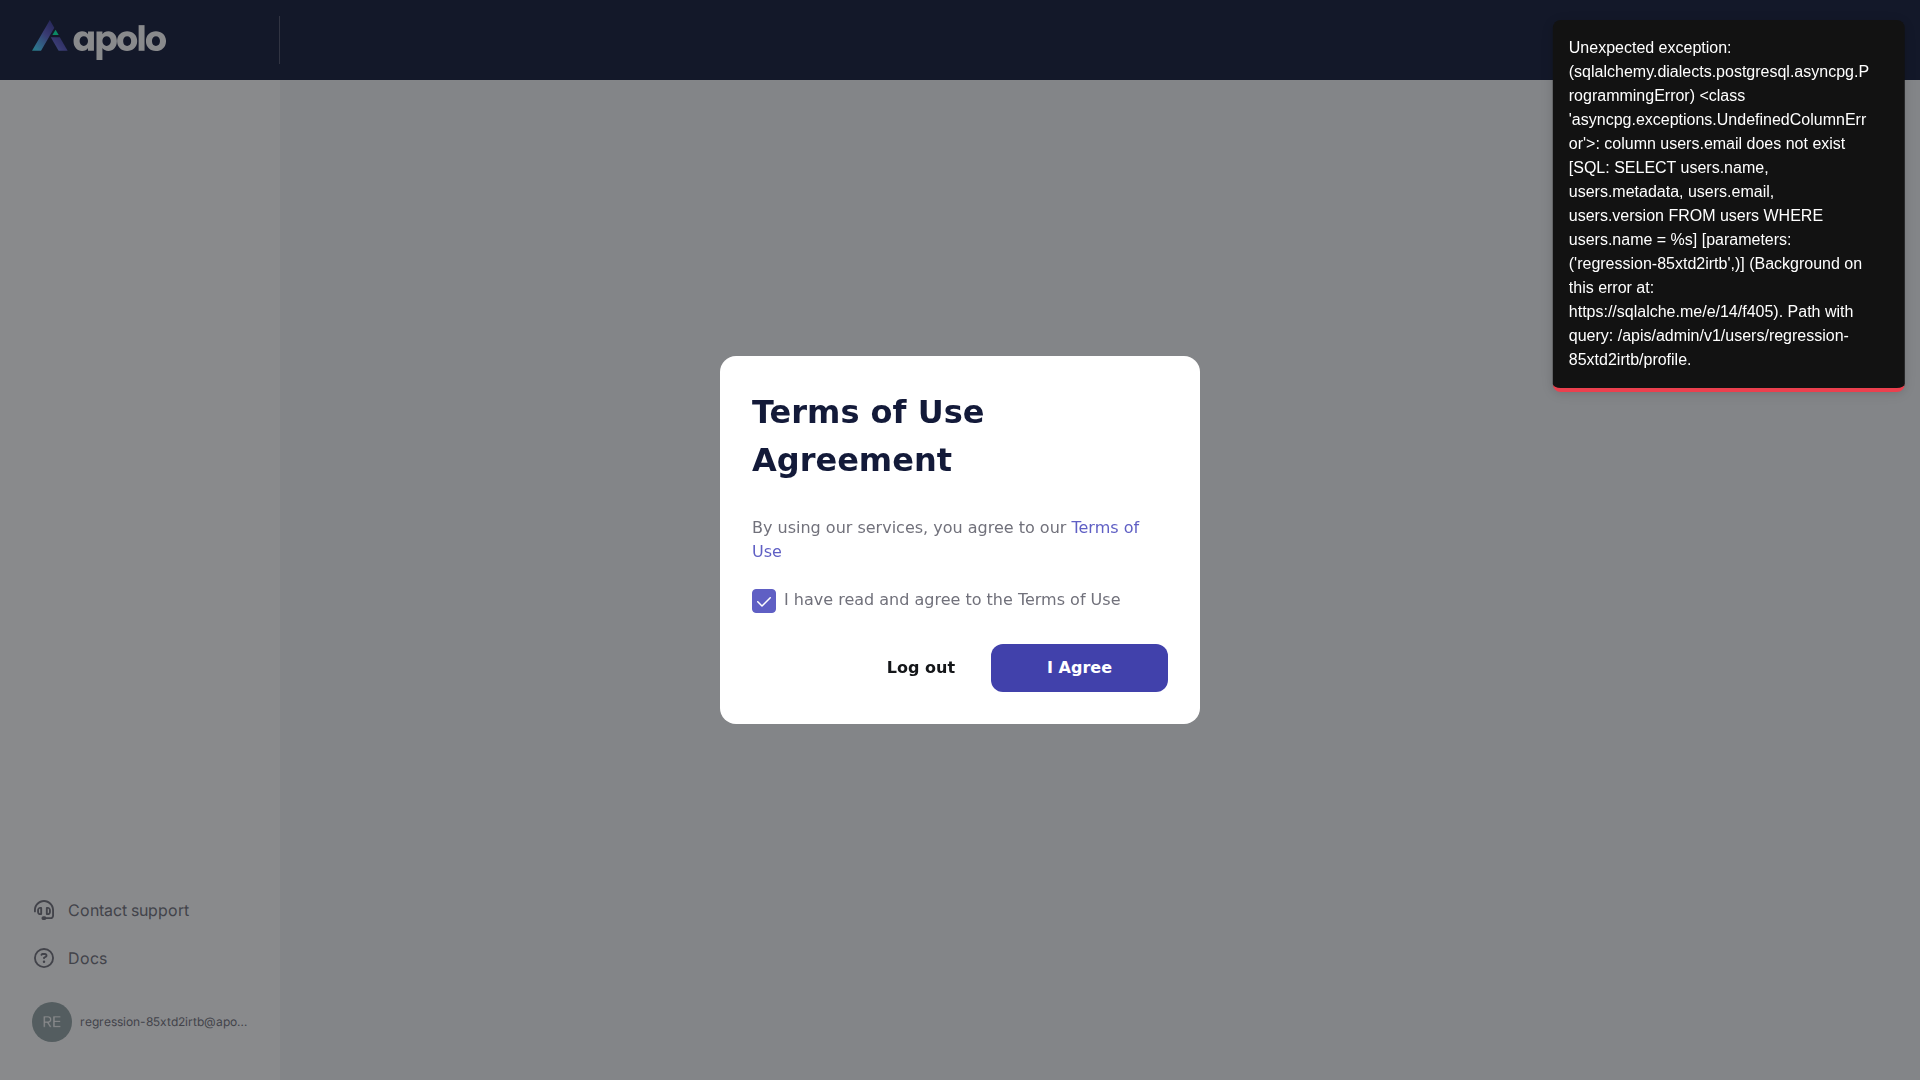 apolo
Unexpected exception:
(sqlalchemy.dialects.postgresql.asyncpg.P
rogrammingError) <class
'asyncpg.exceptions.UndefinedColumnErr
or'>: column users.email does not exist
[SQL: SELECT users.name,
users.metadata, users.email,
users.version FROM users WHERE
users.name = %s] [parameters:
('regression-85xtd2irtb',)] (Background on
this error at:
https://sqlalche.me/e/14/f405). Path with
query: /apis/admin/v1/users/regression-
85xtd2irtb/profile.
Terms of Use
Agreement
By using our services, you agree to our Terms of
Use
I have read and agree to the Terms of Use
Log out
I Agree
Contact support
Docs
RE
regression-85xtd2irtb@apo...